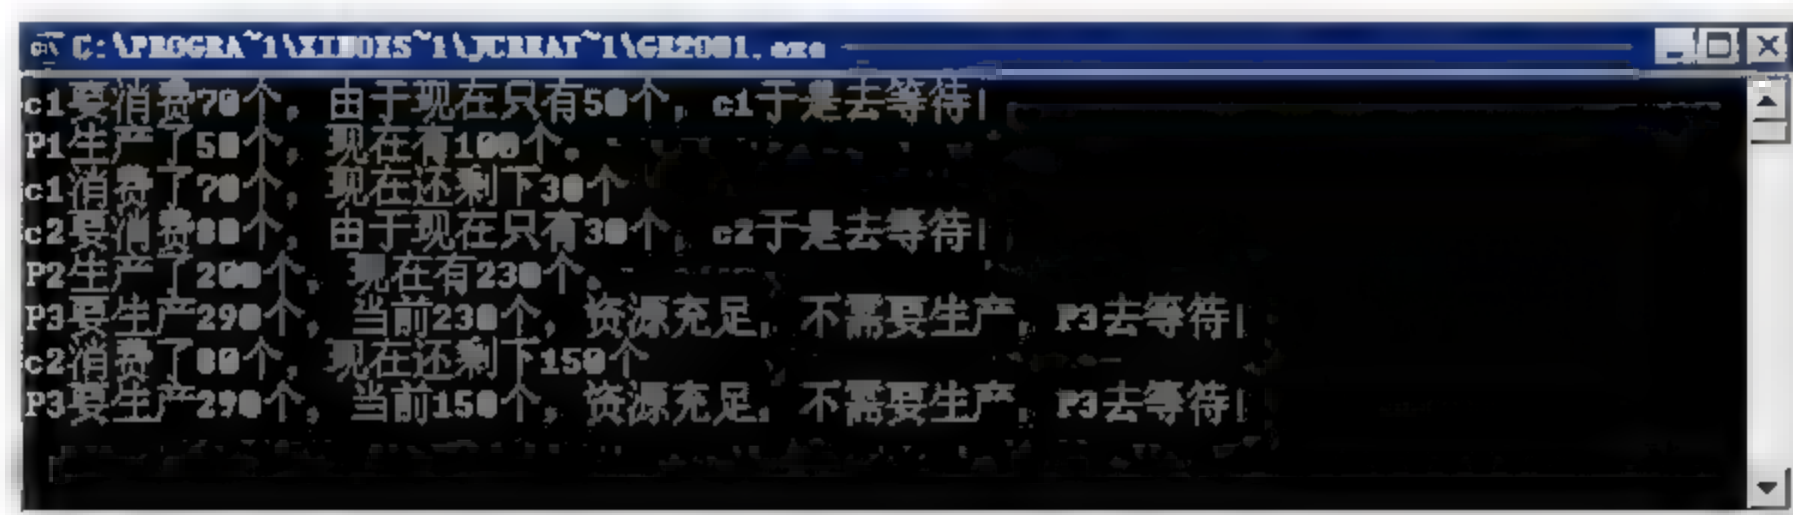 C:\PROGRA~1\XINOXS~1\JCREAT~1\GE2001.exe
c1要消费70个，由于现在只有50个，c1于是去等待!
P1生产了50个，现在有100个.
c1消费了70个，现在还剩下30个
c2要消费80个，由于现在只有30个，c2于是去等待!
P2生产了200个，现在有230个.
P3要生产290个，当前230个，资源充足，不需要生产，P3去等待!
c2消费了80个，现在还剩下150个
P3要生产290个，当前150个，资源充足，不需要生产，P3去等待!